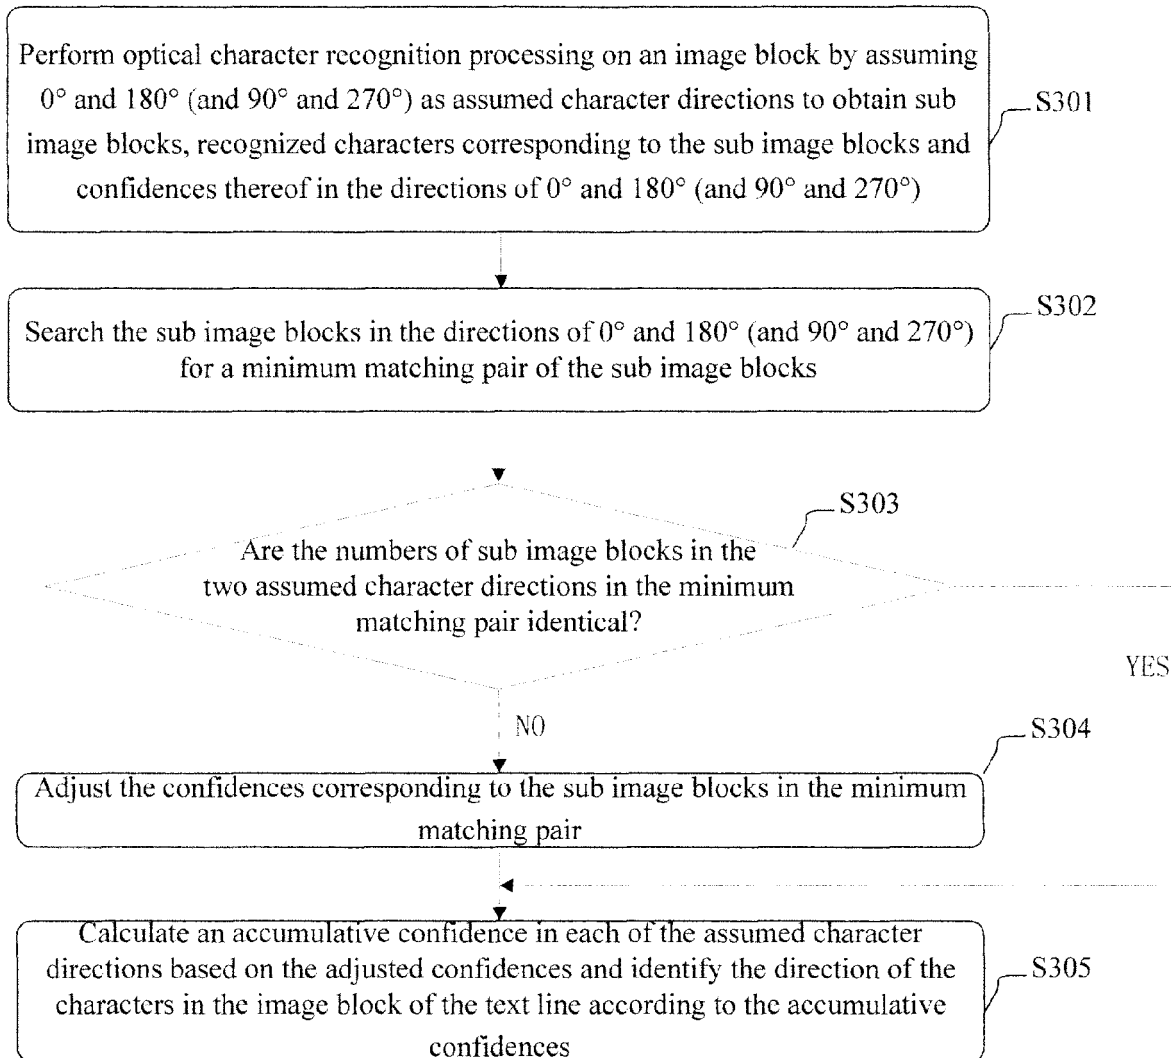 Perform optical character recognition processing on an image block by assuming
0° and 180° (and 90° and 270°) as assumed character directions to obtain sub
image blocks, recognized characters corresponding to the sub image blocks and
confidences thereof in the directions of 0° and 180° (and 90° and 270°)
S301
Search the sub image blocks in the directions of 0° and 180° (and 90° and 270°)
for a minimum matching pair of the sub image blocks
S302
Are the numbers of sub image blocks in the
two assumed character directions in the minimum
matching pair identical?
S303
YES
NO
Adjust the confidences corresponding to the sub image blocks in the minimum
matching pair
S304
Calculate an accumulative confidence in each of the assumed character
directions based on the adjusted confidences and identify the direction of the
characters in the image block of the text line according to the accumulative
confidences
S305